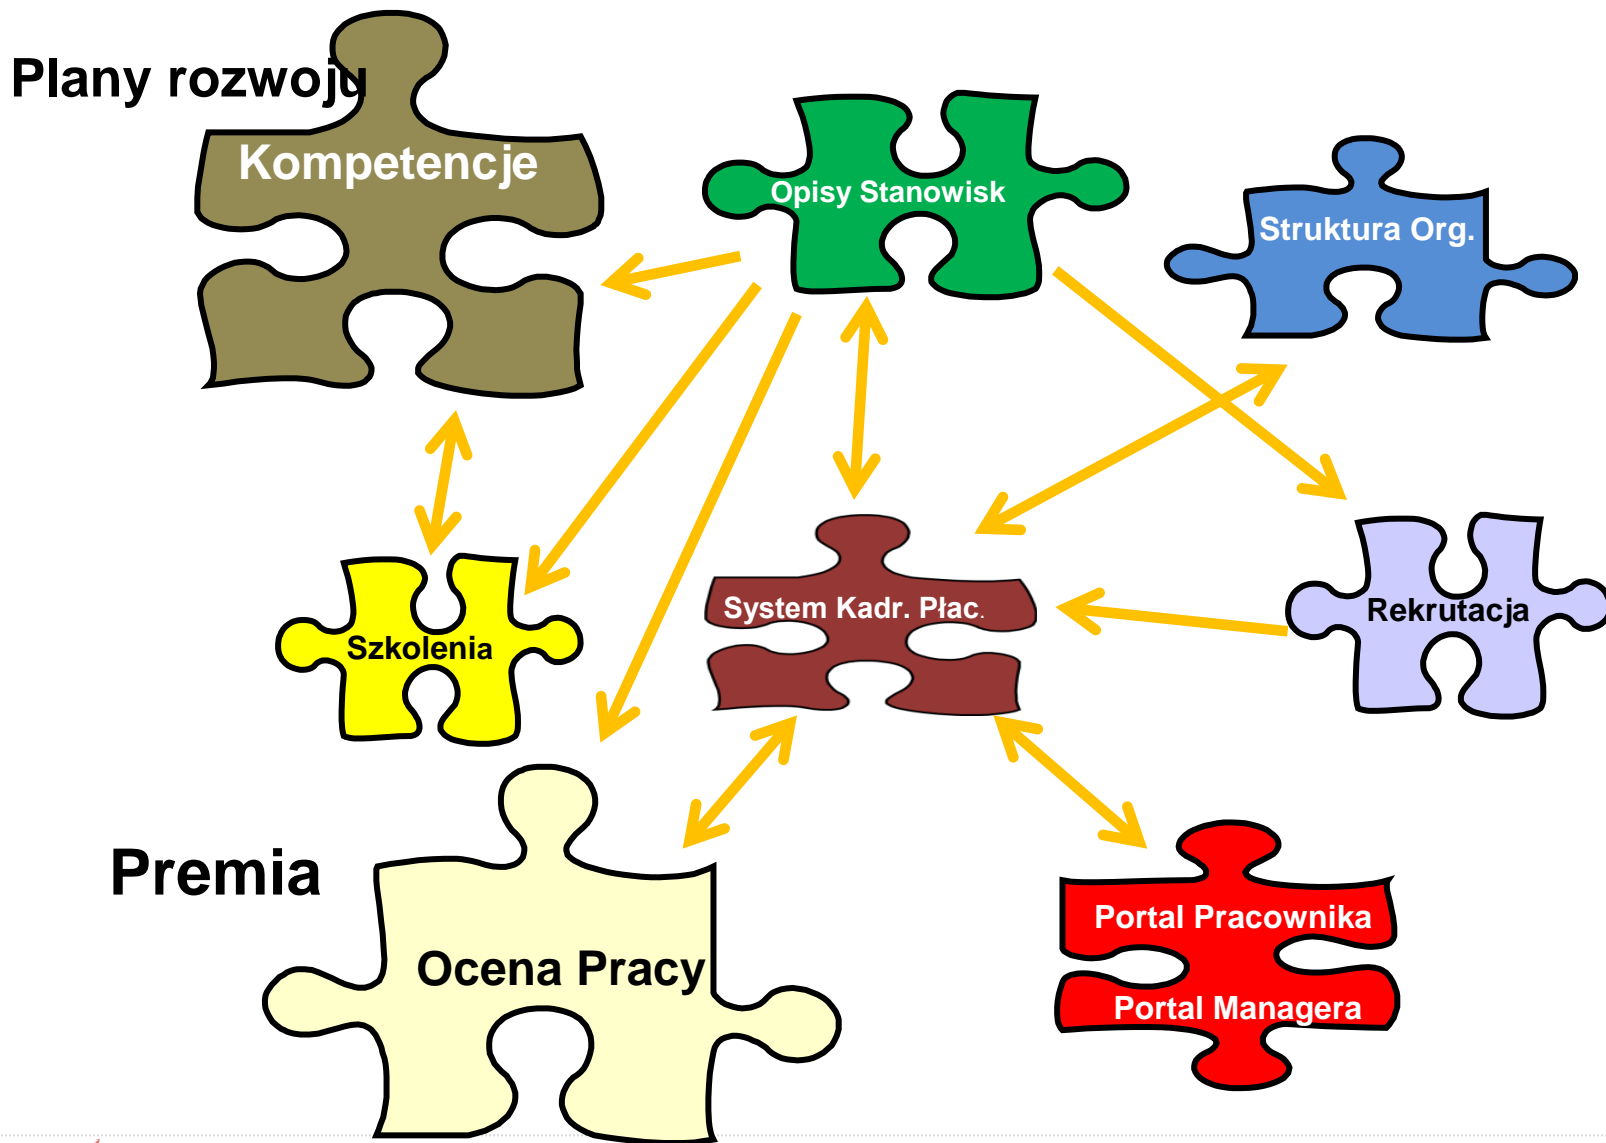 Plany rozwoju
Kompetencje
Opisy Stanowisk
Struktura Org.
System Kadr. Płac.
Rekrutacja
Szkolenia
Premia
Ocena Pracy
Portal Pracownika
Portal Managera